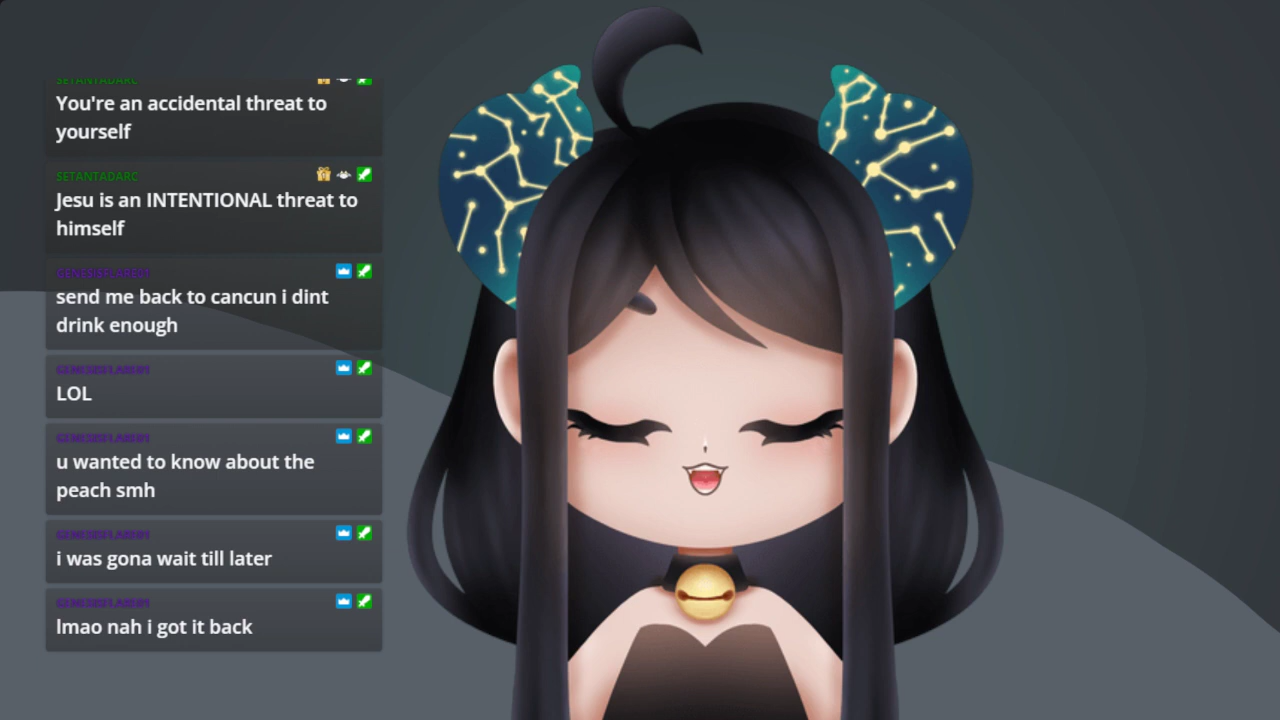 SETANTADARC
You're an accidental threat to
yourself
SETANTADARC
Jesu is an INTENTIONAL threat to
himself
send me back to cancun i dint
drink enough
LOL
u wanted to know about the
peach smh
i was gona wait till later
lmao nah i got it back